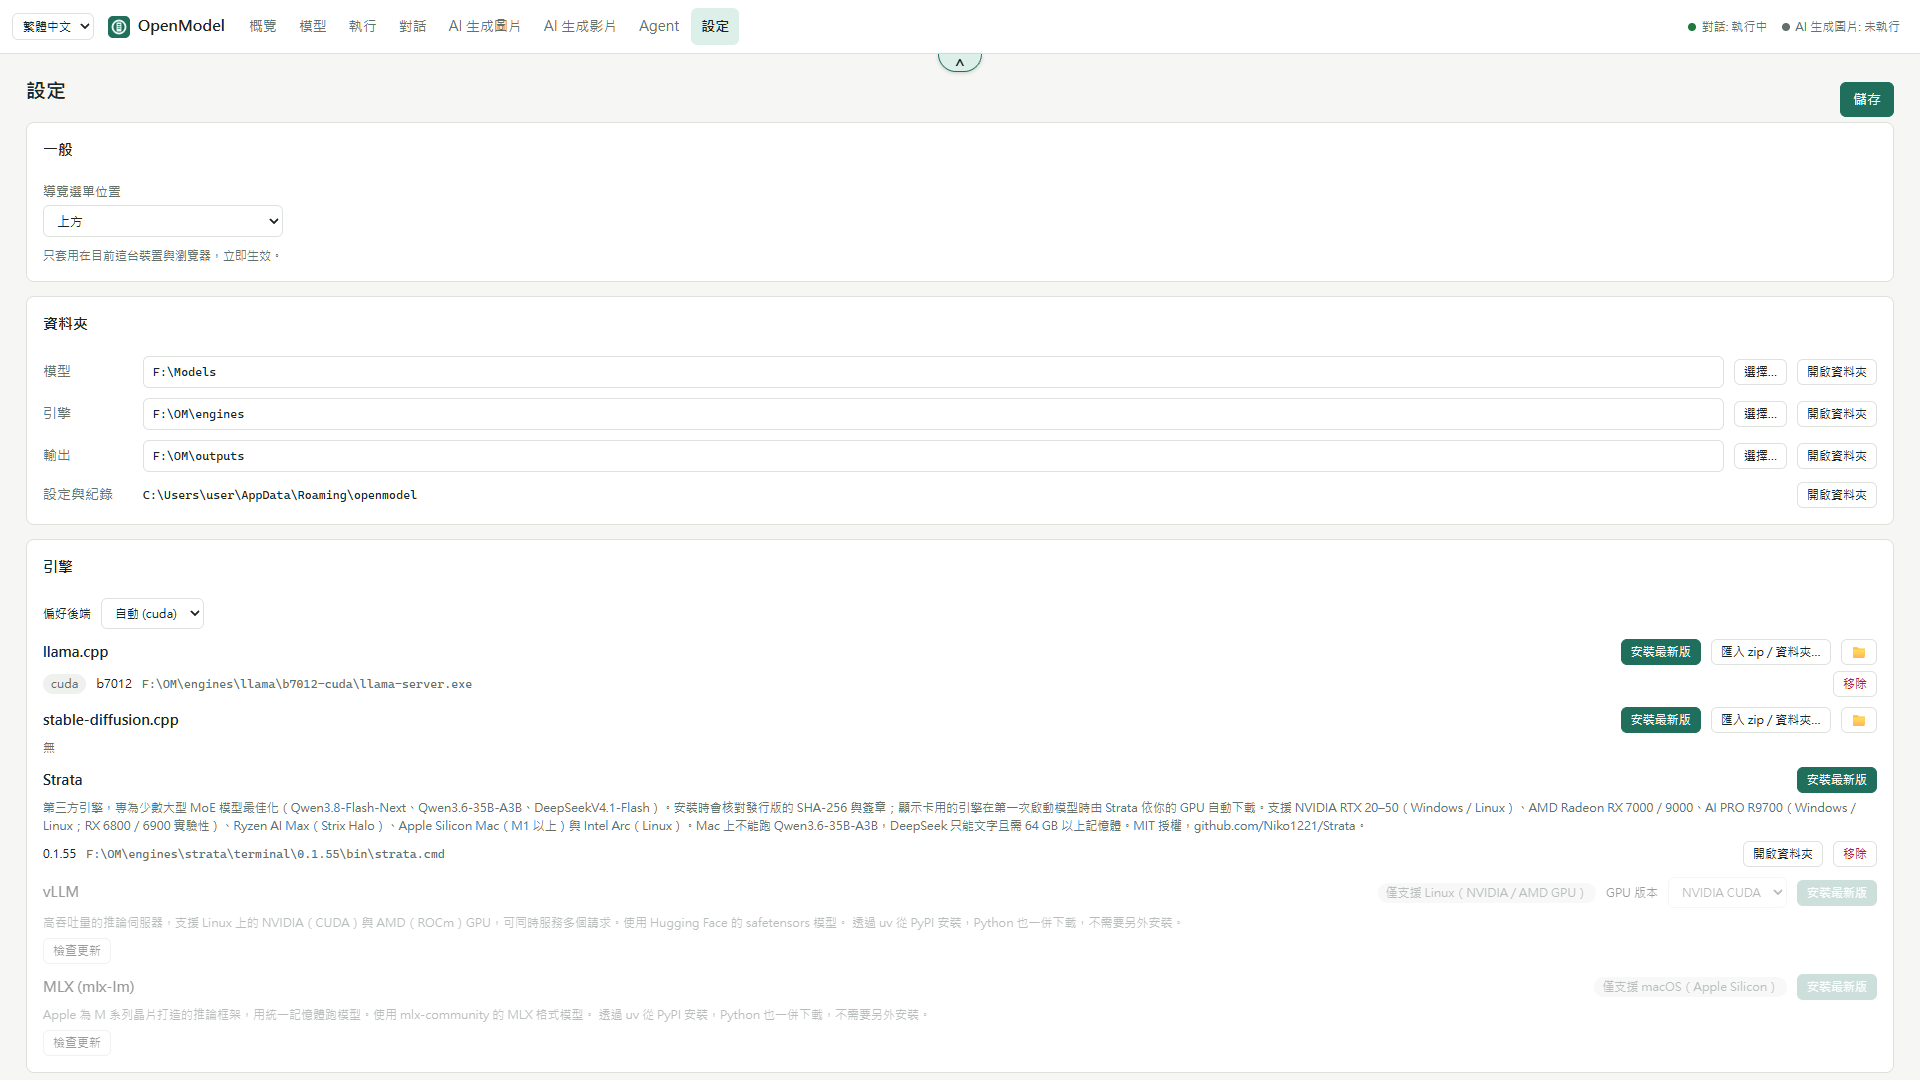 繁體中文 OpenModel 概覽 模型 執行 對話 AI 生成圖片 AI 生成影片 Agent 設定 對話: 執行中 AI 生成圖片: 未執行
設定
儲存
一般
導覽選單位置
上方
只套用在目前這台裝置與瀏覽器，立即生效。
資料夾
模型 F:\Models 選擇... 開啟資料夾
引擎 F:\OM\engines 選擇... 開啟資料夾
輸出 F:\OM\outputs 選擇... 開啟資料夾
設定與紀錄 C:\Users\user\AppData\Roaming\openmodel 開啟資料夾
引擎
偏好後端 自動 (cuda)
llama.cpp 安裝最新版 匯入 zip / 資料夾...
cuda b7012 F:\OM\engines\llama\b7012-cuda\llama-server.exe 移除
stable-diffusion.cpp 安裝最新版 匯入 zip / 資料夾...
無
Strata 安裝最新版
第三方引擎，專為少數大型 MoE 模型最佳化（Qwen3.8-Flash-Next、Qwen3.6-35B-A3B、DeepSeekV4.1-Flash）。安裝時會核對發行版的 SHA-256 與簽章；顯示卡用的引擎在第一次啟動模型時由 Strata 依你的 GPU 自動下載。支援 NVIDIA RTX 20–50（Windows / Linux）、AMD Radeon RX 7000 / 9000、AI PRO R9700（Windows /
Linux；RX 6800 / 6900 實驗性）、Ryzen AI Max（Strix Halo）、Apple Silicon Mac（M1 以上）與 Intel Arc（Linux）。Mac 上不能跑 Qwen3.6-35B-A3B，DeepSeek 只能文字且需 64 GB 以上記憶體。MIT 授權，github.com/Niko1221/Strata。
0.1.55 F:\OM\engines\strata\terminal\0.1.55\bin\strata.cmd 開啟資料夾 移除
vLLM 僅支援 Linux（NVIDIA / AMD GPU） GPU 版本 NVIDIA CUDA 安裝最新版
高吞吐量的推論伺服器，支援 Linux 上的 NVIDIA（CUDA）與 AMD（ROCm）GPU，可同時服務多個請求。使用 Hugging Face 的 safetensors 模型。 透過 uv 從 PyPI 安裝，Python 也一併下載，不需要另外安裝。
檢查更新
MLX (mlx-lm) 僅支援 macOS（Apple Silicon） 安裝最新版
Apple 為 M 系列晶片打造的推論框架，用統一記憶體跑模型。使用 mlx-community 的 MLX 格式模型。 透過 uv 從 PyPI 安裝，Python 也一併下載，不需要另外安裝。
檢查更新